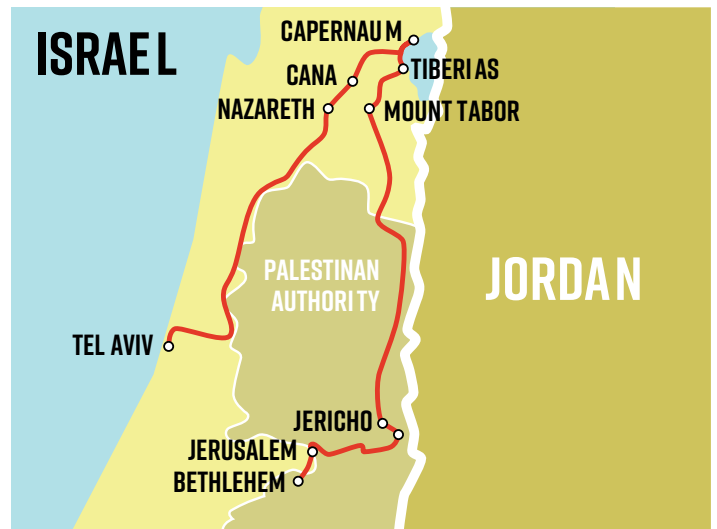 ISRAEL
CAPERNAUM
TIBERIAS
CANA
NAZARETH
MOUNT TABOR
PALESTINAN
AUTHORITY
JORDAN
TEL AVIV
JERICHO
JERUSALEM
BETHLEHEM